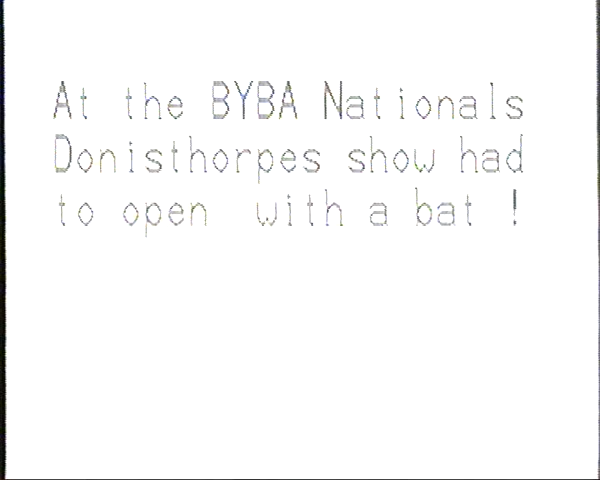 At the BYBA Nationals
Donisthorpes show had
to open with a bat !